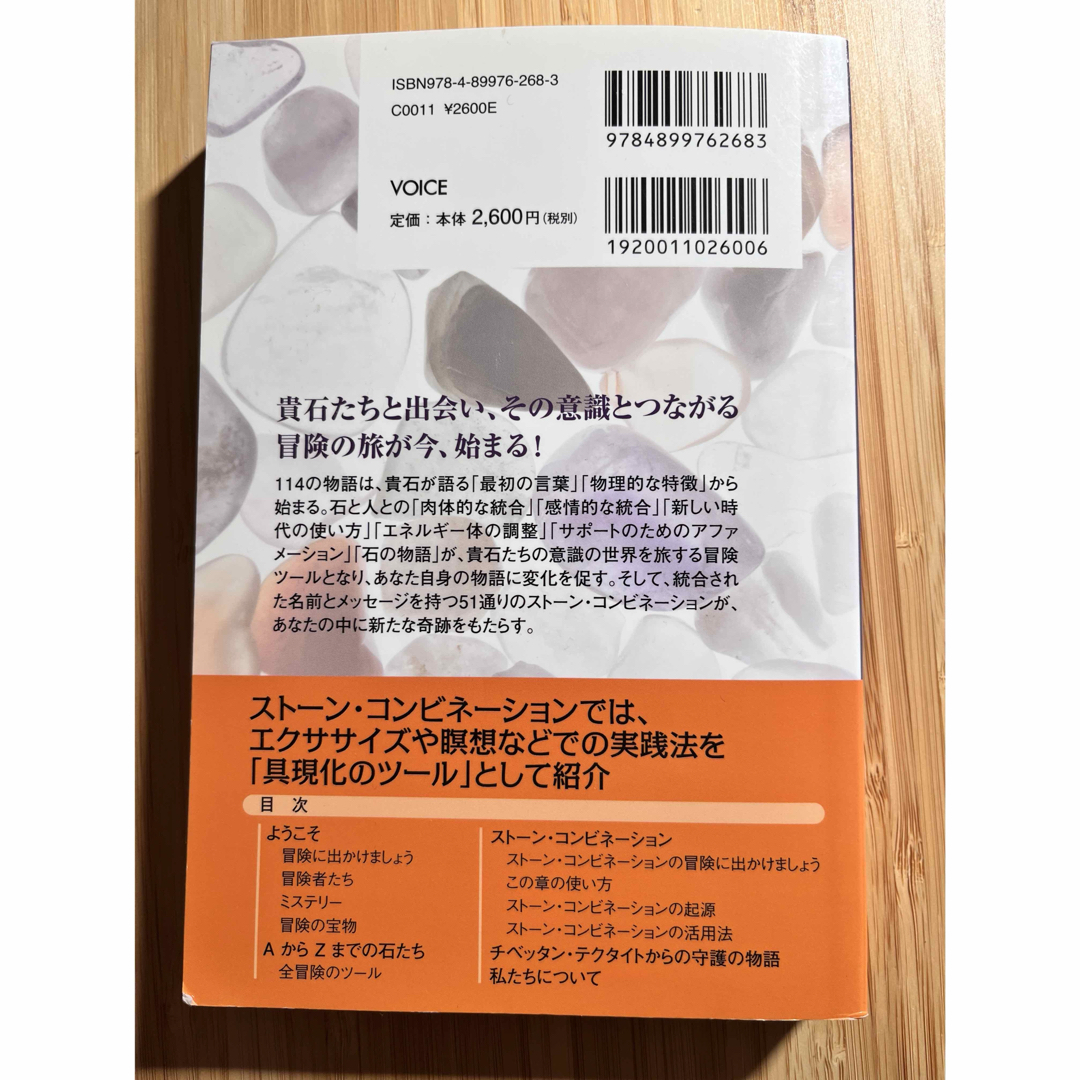 ISBN978-4-89976-268-3
C0011 ¥2600E
9784899762683
VOICE
定価：本体 2,600円(税別)
1920011026006
貴石たちと出会い、その意識とつながる
冒険の旅が今、始まる！
114の物語は、貴石が語る「最初の言葉」「物理的な特徴」から
始まる。石と人との「肉体的な統合」「感情的な統合」「新しい時
代の使い方」「エネルギー体の調整」「サポートのためのアファ
メーション」「石の物語」が、貴石たちの意識の世界を旅する冒険
ツールとなり、あなた自身の物語に変化を促す。そして、統合され
た名前とメッセージを持つ51通りのストーン・コンビネーションが、
あなたの中に新たな奇跡をもたらす。
ストーン・コンビネーションでは、
エクササイズや瞑想などでの実践法を
「具現化のツール」として紹介
目 次
ようこそ
冒険に出かけましょう
冒険者たち
ミステリー
冒険の宝物
A から Z までの石たち
全冒険のツール
ストーン・コンビネーション
ストーン・コンビネーションの冒険に出かけましょう
この章の使い方
ストーン・コンビネーションの起源
ストーン・コンビネーションの活用法
チベッタン・テクタイトからの守護の物語
私たちについて